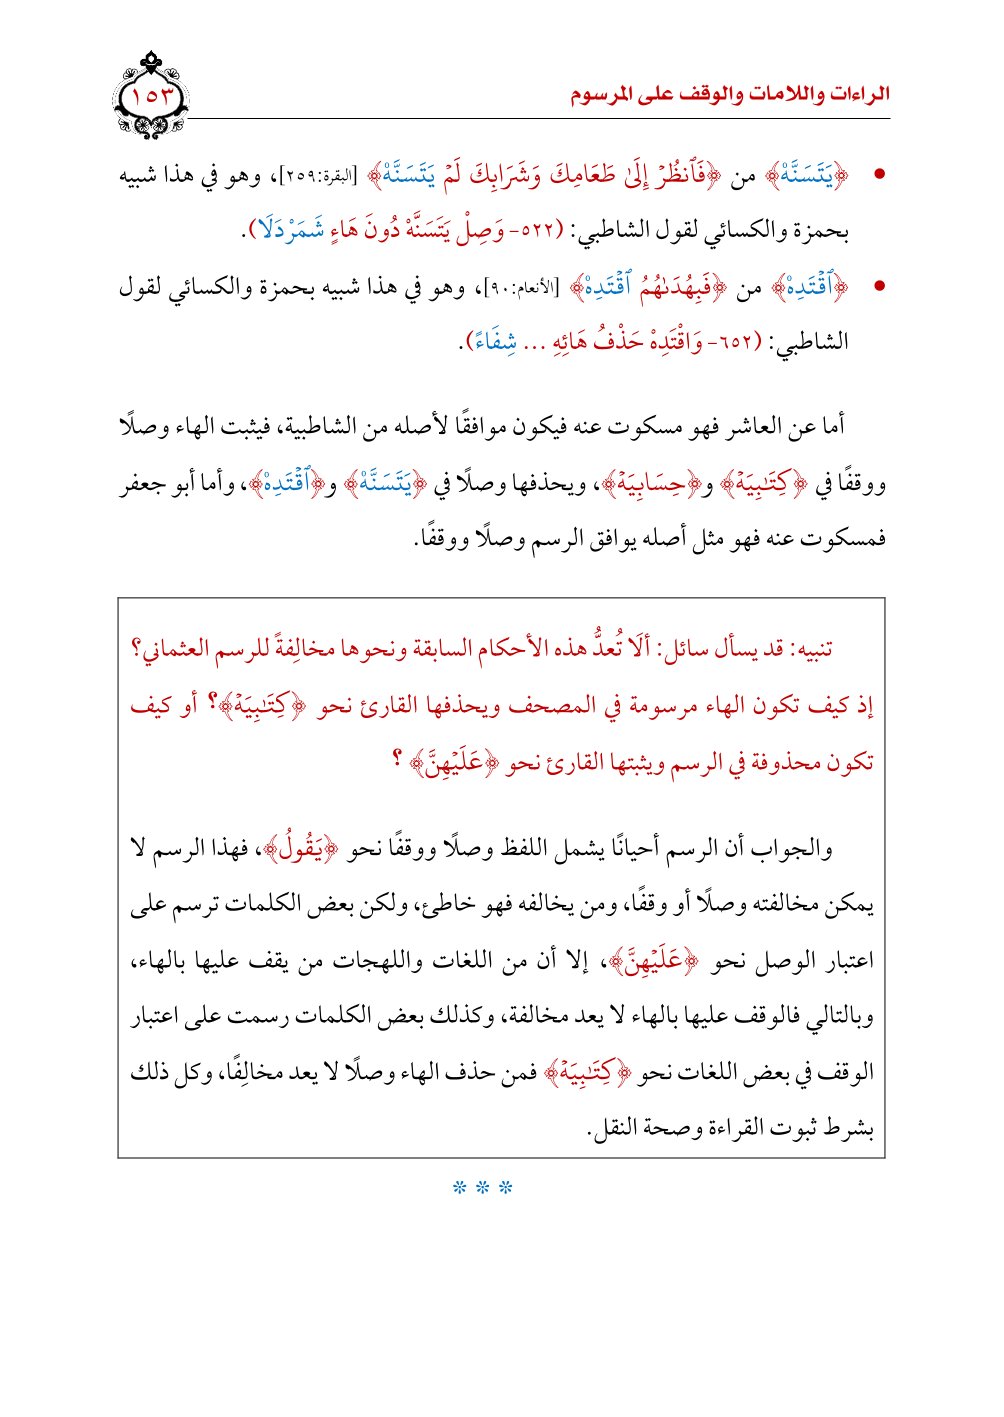 الراءات واللامات والوقف على المرسوم
١٥٣
• ﴿يَتَسَنَّهْ﴾ من ﴿فَٱنظُرْ إِلَىٰ طَعَامِكَ وَشَرَابِكَ لَمْ يَتَسَنَّهْ﴾ [البقرة:٢٥٩]، وهو في هذا شبيه
بحمزة والكسائي لقول الشاطبي: (٥٢٢- وَصِلْ يَتَسَنَّهْ دُونَ هَاءٍ شَمَرْدَلَا).
• ﴿ٱقْتَدِهْ﴾ من ﴿فَبِهُدَىٰهُمُ ٱقْتَدِهْ﴾ [الأنعام:٩٠]، وهو في هذا شبيه بحمزة والكسائي لقول
الشاطبي: (٦٥٢- وَاقْتَدِهْ حَذْفُ هَائِهِ ... شِفَاءً).
أما عن العاشر فهو مسكوت عنه فيكون موافقًا لأصله من الشاطبية، فيثبت الهاء وصلًا
ووقفًا في ﴿كِتَٰبِيَهْ﴾ و﴿حِسَابِيَهْ﴾، ويحذفها وصلًا في ﴿يَتَسَنَّهْ﴾ و﴿ٱقْتَدِهْ﴾، وأما أبو جعفر
فمسكوت عنه فهو مثل أصله يوافق الرسم وصلًا ووقفًا.
تنبيه: قد يسأل سائل: ألَا تُعدُّ هذه الأحكام السابقة ونحوها مخالِفةً للرسم العثماني؟
إذ كيف تكون الهاء مرسومة في المصحف ويحذفها القارئ نحو ﴿كِتَٰبِيَهْ﴾؟ أو كيف
تكون محذوفة في الرسم ويثبتها القارئ نحو ﴿عَلَيْهِنَّ﴾ ؟
والجواب أن الرسم أحيانًا يشمل اللفظ وصلًا ووقفًا نحو ﴿يَقُولُ﴾، فهذا الرسم لا
يمكن مخالفته وصلًا أو وقفًا، ومن يخالفه فهو خاطئ، ولكن بعض الكلمات ترسم على
اعتبار الوصل نحو ﴿عَلَيْهِنَّ﴾، إلا أن من اللغات واللهجات من يقف عليها بالهاء،
وبالتالي فالوقف عليها بالهاء لا يعد مخالفة، وكذلك بعض الكلمات رسمت على اعتبار
الوقف في بعض اللغات نحو ﴿كِتَٰبِيَهْ﴾ فمن حذف الهاء وصلًا لا يعد مخالِفًا، وكل ذلك
بشرط ثبوت القراءة وصحة النقل.
* * *